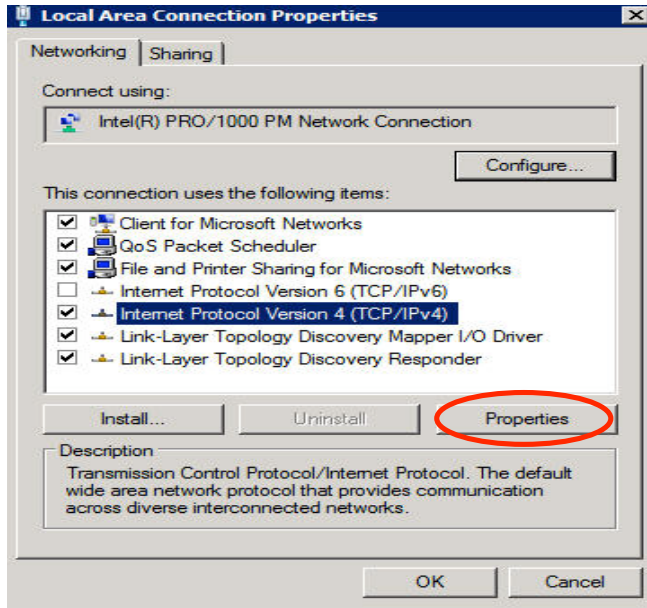 Local Area Connection Properties
Networking
Sharing
Connect using:
Intel(R) PRO/1000 PM Network Connection
Configure...
This connection uses the following items:
Client for Microsoft Networks
QoS Packet Scheduler
File and Printer Sharing for Microsoft Networks
Internet Protocol Version 6 (TCP/IPv6)
Internet Protocol Version 4 (TCP/IPv4)
Link-Layer Topology Discovery Mapper I/O Driver
Link-Layer Topology Discovery Responder
Install...
Uninstall
Properties
Description
Transmission Control Protocol/Internet Protocol. The default
wide area network protocol that provides communication
across diverse interconnected networks.
OK
Cancel